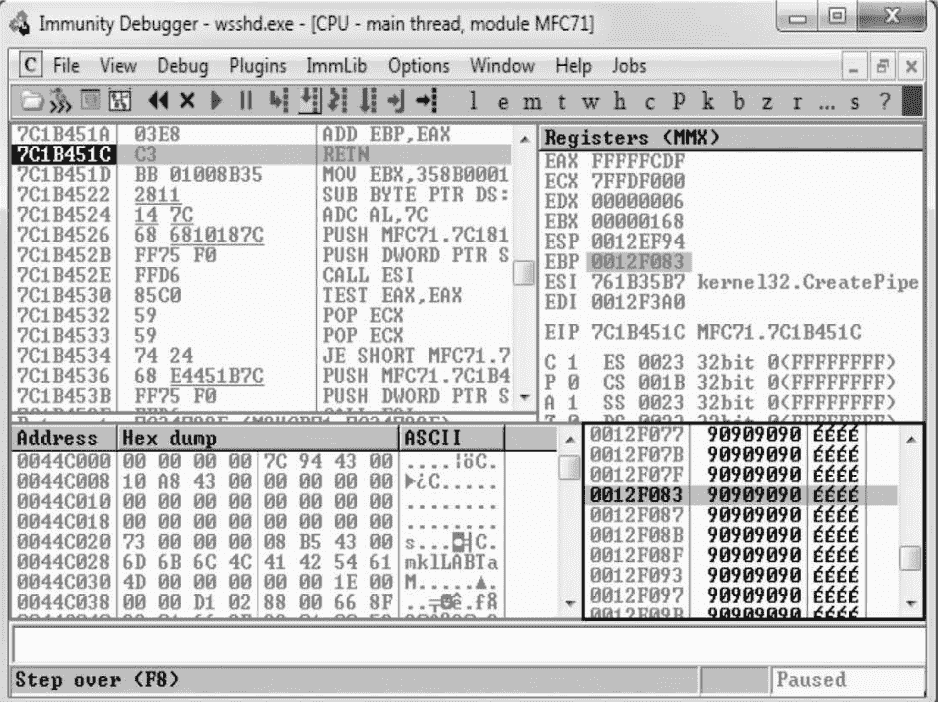 Immunity Debugger - wsshd.exe - [CPU - main thread, module MFC71]
C File View Debug Plugins ImmLib Options Window Help Jobs
l e m t w h c P k b z r ... s ?
7C1B451A 03E8 ADD EBP,EAX
7C1B451C C3 RETN
7C1B451D BB 01008B35 MOV EBX,358B0001
7C1B4522 2811 SUB BYTE PTR DS:
7C1B4524 14 7C ADC AL,7C
7C1B4526 68 6810187C PUSH MFC71.7C181
7C1B452B FF75 F0 PUSH DWORD PTR S
7C1B452E FFD6 CALL ESI
7C1B4530 85C0 TEST EAX,EAX
7C1B4532 59 POP ECX
7C1B4533 59 POP ECX
7C1B4534 74 24 JE SHORT MFC71.7
7C1B4536 68 E4451B7C PUSH MFC71.7C1B4
7C1B453B FF75 F0 PUSH DWORD PTR S
Registers (MMX)
EAX FFFFFCDF
ECX 7FFDF000
EDX 00000006
EBX 00000168
ESP 0012EF94
EBP 0012F083
ESI 761B35B7 kernel32.CreatePipe
EDI 0012F3A0
EIP 7C1B451C MFC71.7C1B451C
C 1 ES 0023 32bit 0(FFFFFFFF)
P 0 CS 001B 32bit 0(FFFFFFFF)
A 1 SS 0023 32bit 0(FFFFFFFF)
Address Hex dump ASCII
0044C000 00 00 00 00 7C 94 43 00 ....|öC.
0044C008 10 A8 43 00 00 00 00 00 ►¿C.....
0044C010 00 00 00 00 00 00 00 00 ........
0044C018 00 00 00 00 00 00 00 00 ........
0044C020 73 00 00 00 08 B5 43 00 s...◘╡C.
0044C028 6D 6B 6C 4C 41 42 54 61 mklLABTa
0044C030 4D 00 00 00 00 00 1E 00 M.....▲.
0044C038 00 00 D1 02 88 00 66 8F
0012F077 90909090 ÉÉÉÉ
0012F07B 90909090 ÉÉÉÉ
0012F07F 90909090 ÉÉÉÉ
0012F083 90909090 ÉÉÉÉ
0012F087 90909090 ÉÉÉÉ
0012F08B 90909090 ÉÉÉÉ
0012F08F 90909090 ÉÉÉÉ
0012F093 90909090 ÉÉÉÉ
0012F097 90909090 ÉÉÉÉ
0012F09B 90909090 ÉÉÉÉ
Step over (F8)
Paused